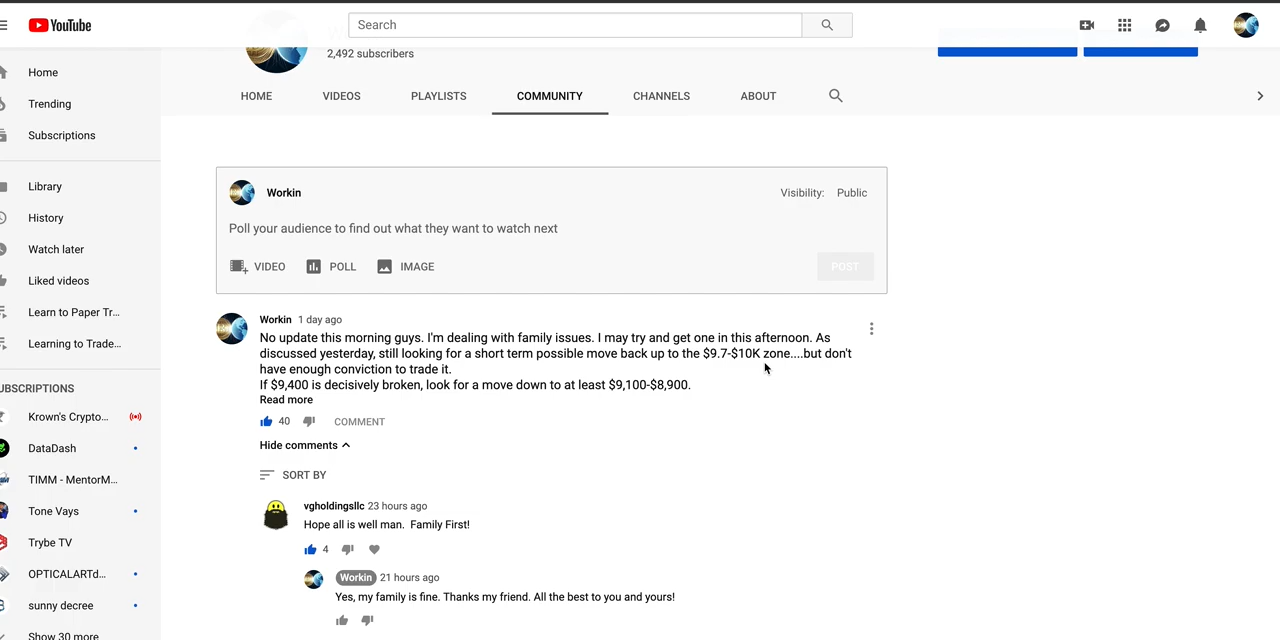 YouTube
Search
2,492 subscribers
HOME VIDEOS PLAYLISTS COMMUNITY CHANNELS ABOUT
Home
Trending
Subscriptions
Library
History
Watch later
Liked videos
Learn to Paper Tr...
Learning to Trade...
UBSCRIPTIONS
Krown's Crypto...
DataDash
TIMM - MentorM...
Tone Vays
Trybe TV
OPTICALARTd...
sunny decree
Show 30 more
Workin Visibility: Public
Poll your audience to find out what they want to watch next
VIDEO POLL IMAGE POST
Workin 1 day ago
No update this morning guys. I'm dealing with family issues. I may try and get one in this afternoon. As
discussed yesterday, still looking for a short term possible move back up to the $9.7-$10K zone....but don't
have enough conviction to trade it.
If $9,400 is decisively broken, look for a move down to at least $9,100-$8,900.
Read more
40 COMMENT
Hide comments
SORT BY
vgholdingsllc 23 hours ago
Hope all is well man. Family First!
4
Workin 21 hours ago
Yes, my family is fine. Thanks my friend. All the best to you and yours!